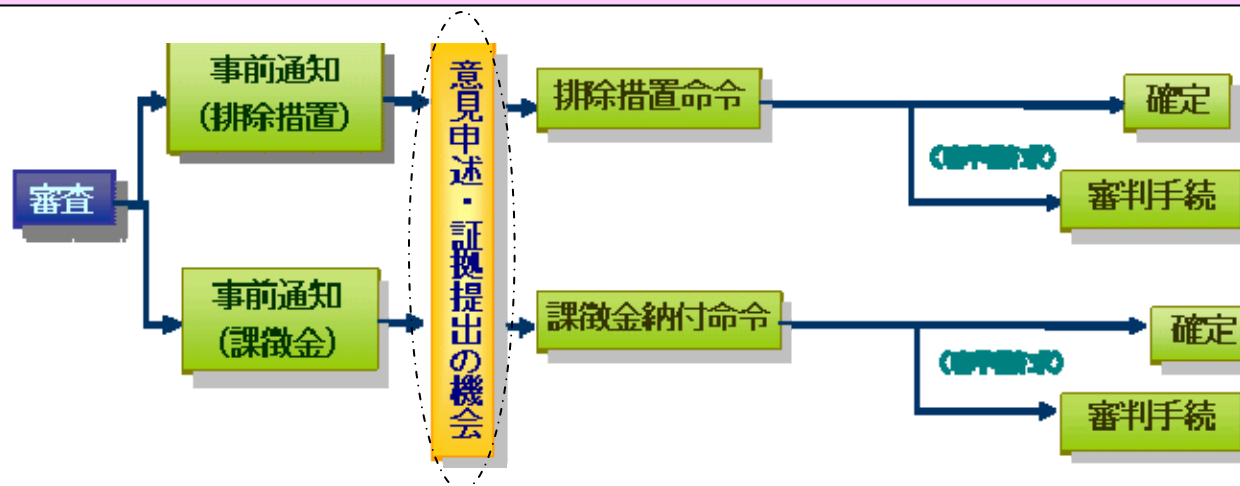 審査
事前通知
(排除措置)
事前通知
(課徴金)
意見申述・証拠提出の機会
排除措置命令
確定
審判手続
課徴金納付命令
確定
審判手続